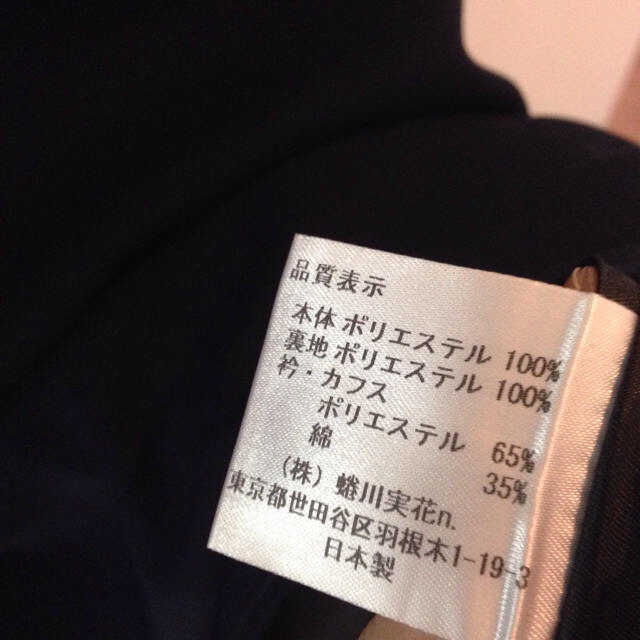 品質表示
本体 ポリエステル 100%
裏地 ポリエステル 100%
衿・カフス
ポリエステル 65%
綿 35%
(株) 蜷川実花n.
東京都世田谷区羽根木1-19-3
日本製